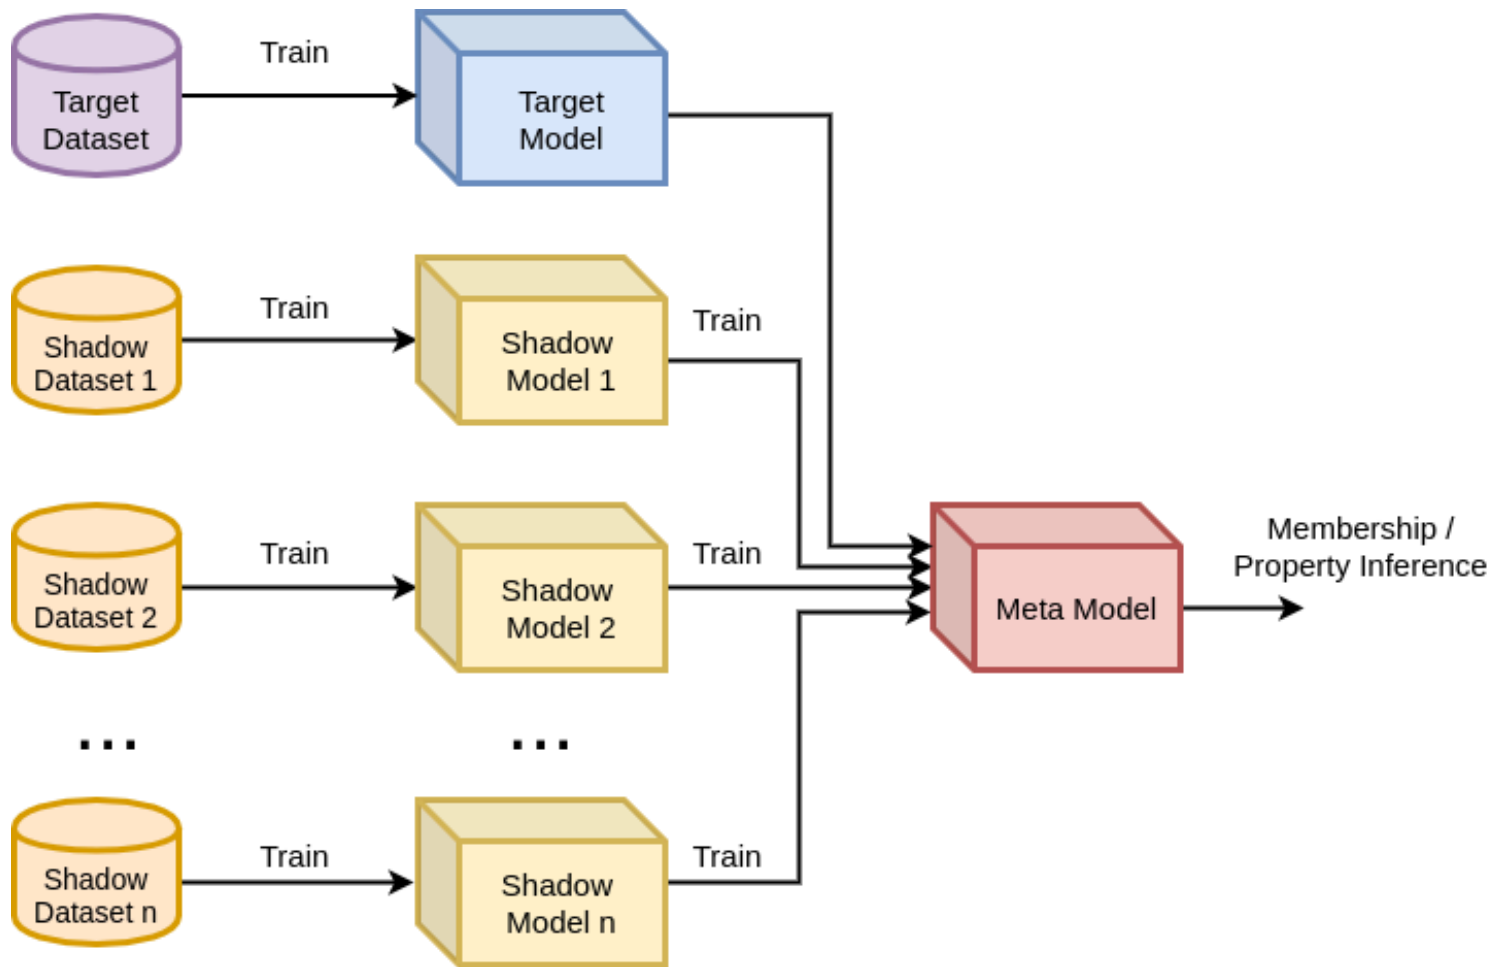 Train
Target
Dataset
Target
Model
Train
Shadow
Dataset 1
Shadow
Model 1
Train
Train
Shadow
Dataset 2
Shadow
Model 2
Train
Meta Model
Membership /
Property Inference
...
...
Train
Shadow
Dataset n
Shadow
Model n
Train